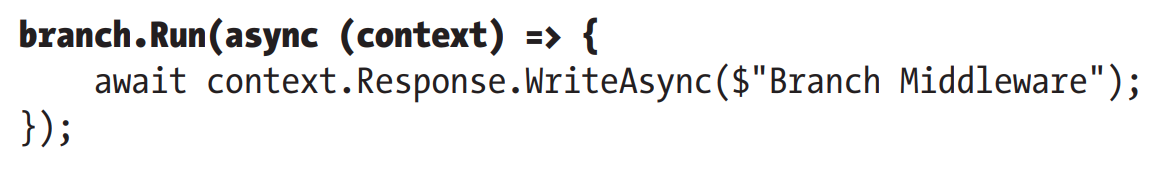 branch.Run(async (context) => {
    await context.Response.WriteAsync($"Branch Middleware");
});